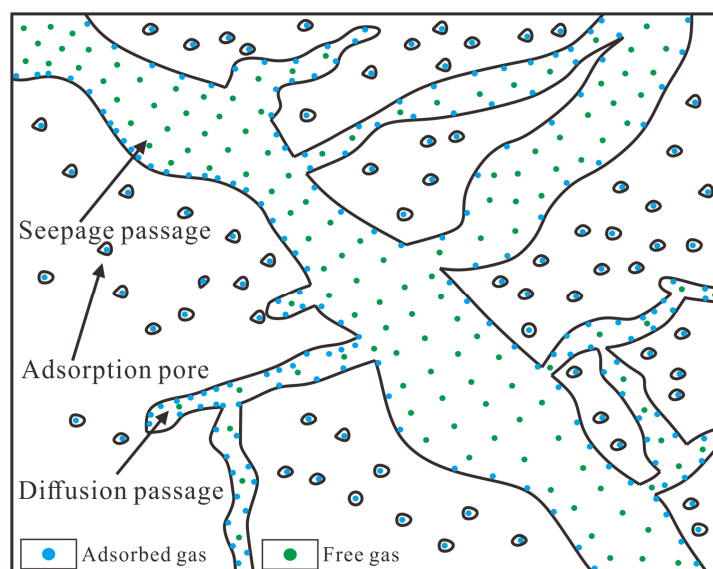 Seepage passage
Adsorption pore
Diffusion passage
Adsorbed gas
Free gas